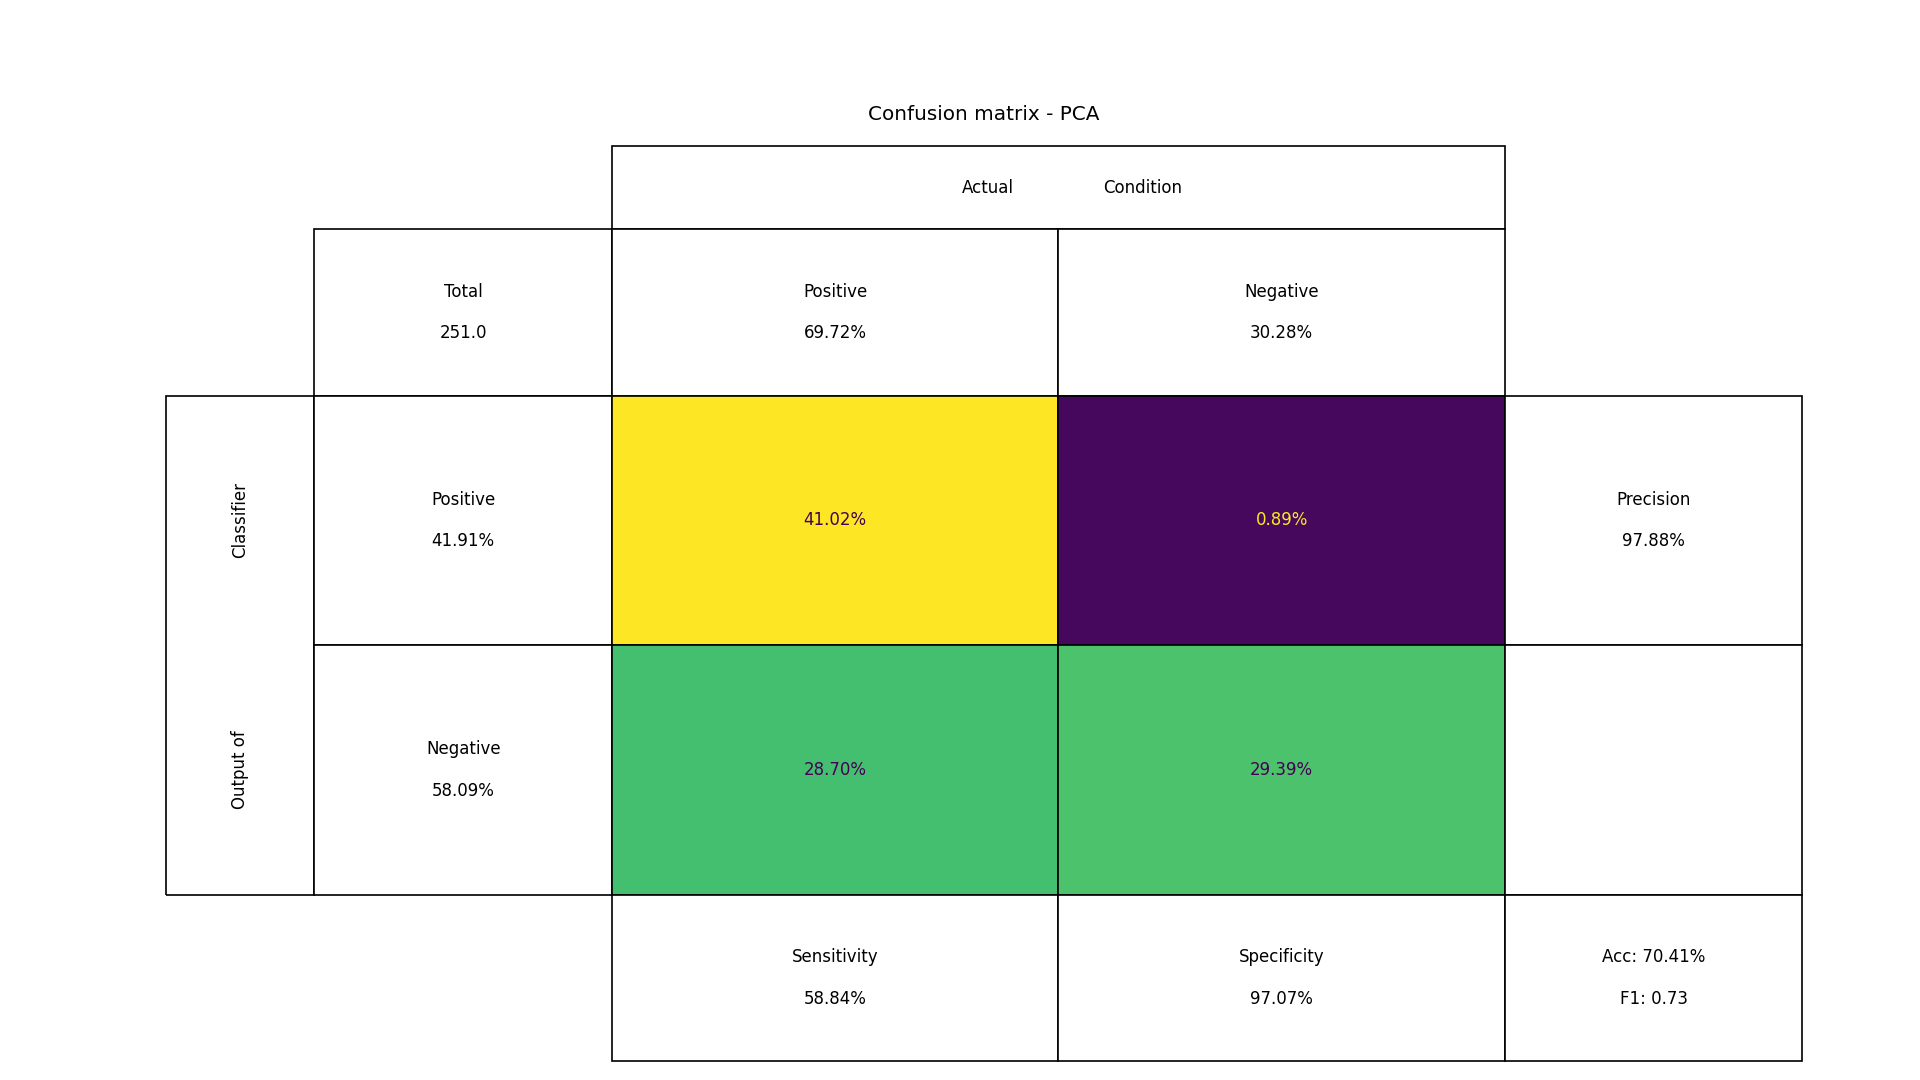 Confusion matrix - PCA
Actual Condition
Total
251.0
Positive
69.72%
Negative
30.28%
Classifier
Output of
Positive
41.91%
41.02%
0.89%
Precision
97.88%
Negative
58.09%
28.70%
29.39%
Sensitivity
58.84%
Specificity
97.07%
Acc: 70.41%
F1: 0.73